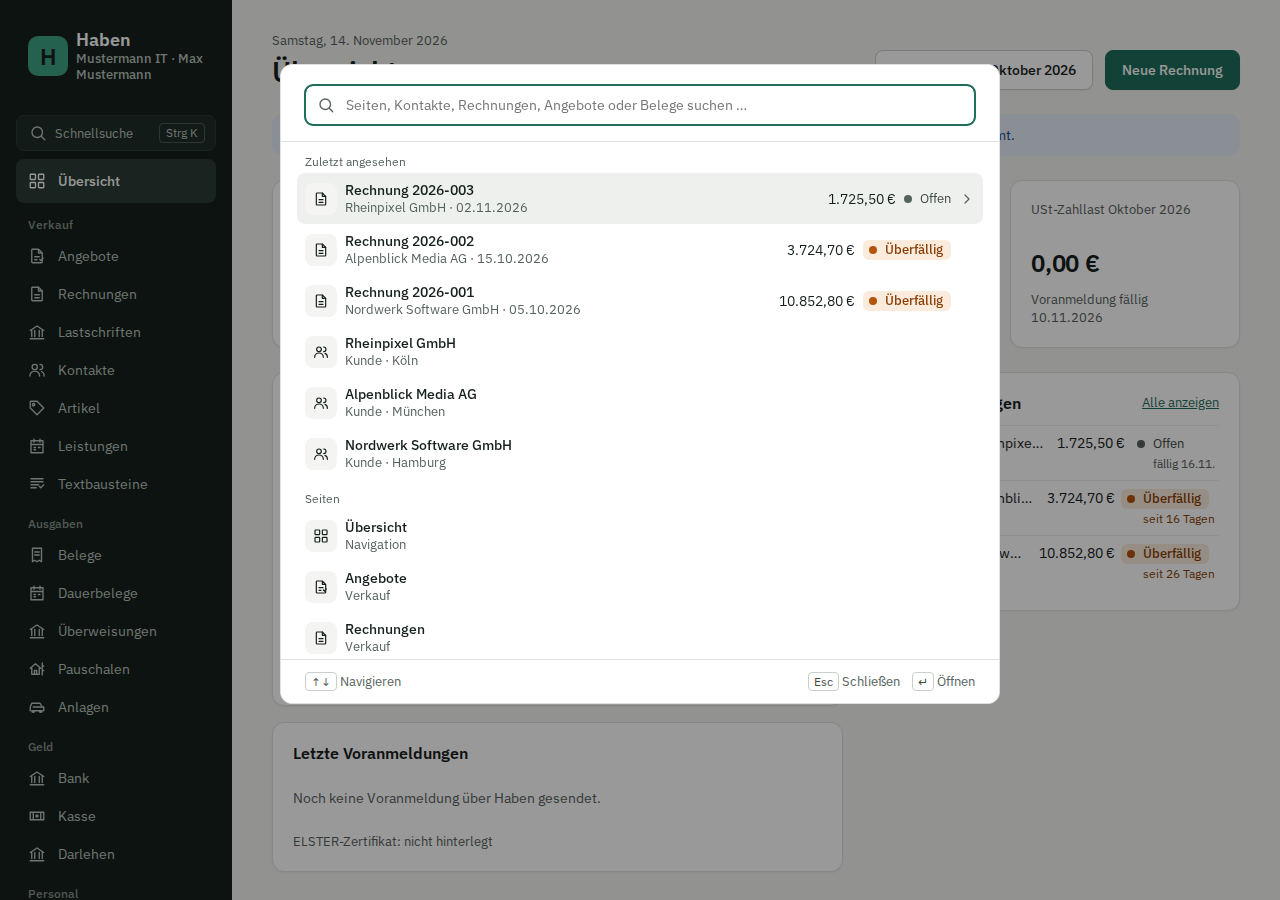 Haben
Mustermann IT · Max
Mustermann
H
Schnellsuche
Strg K
Übersicht
Verkauf
Angebote
Rechnungen
Lastschriften
Kontakte
Artikel
Leistungen
Textbausteine
Ausgaben
Belege
Dauerbelege
Überweisungen
Pauschalen
Anlagen
Geld
Bank
Kasse
Darlehen
Personal
Samstag, 14. November 2026
Oktober 2026
Neue Rechnung
Seiten, Kontakte, Rechnungen, Angebote oder Belege suchen …
Zuletzt angesehen
Rechnung 2026-003
Rheinpixel GmbH · 02.11.2026
1.725,50 €
Offen
Rechnung 2026-002
Alpenblick Media AG · 15.10.2026
3.724,70 €
Überfällig
Rechnung 2026-001
Nordwerk Software GmbH · 05.10.2026
10.852,80 €
Überfällig
Rheinpixel GmbH
Kunde · Köln
Alpenblick Media AG
Kunde · München
Nordwerk Software GmbH
Kunde · Hamburg
Seiten
Übersicht
Navigation
Angebote
Verkauf
Rechnungen
Verkauf
↑↓ Navigieren
Esc Schließen
↵ Öffnen
USt-Zahllast Oktober 2026
0,00 €
Voranmeldung fällig
10.11.2026
Alle anzeigen
1.725,50 €
Offen
fällig 16.11.
3.724,70 €
Überfällig
seit 16 Tagen
10.852,80 €
Überfällig
seit 26 Tagen
Letzte Voranmeldungen
Noch keine Voranmeldung über Haben gesendet.
ELSTER-Zertifikat: nicht hinterlegt